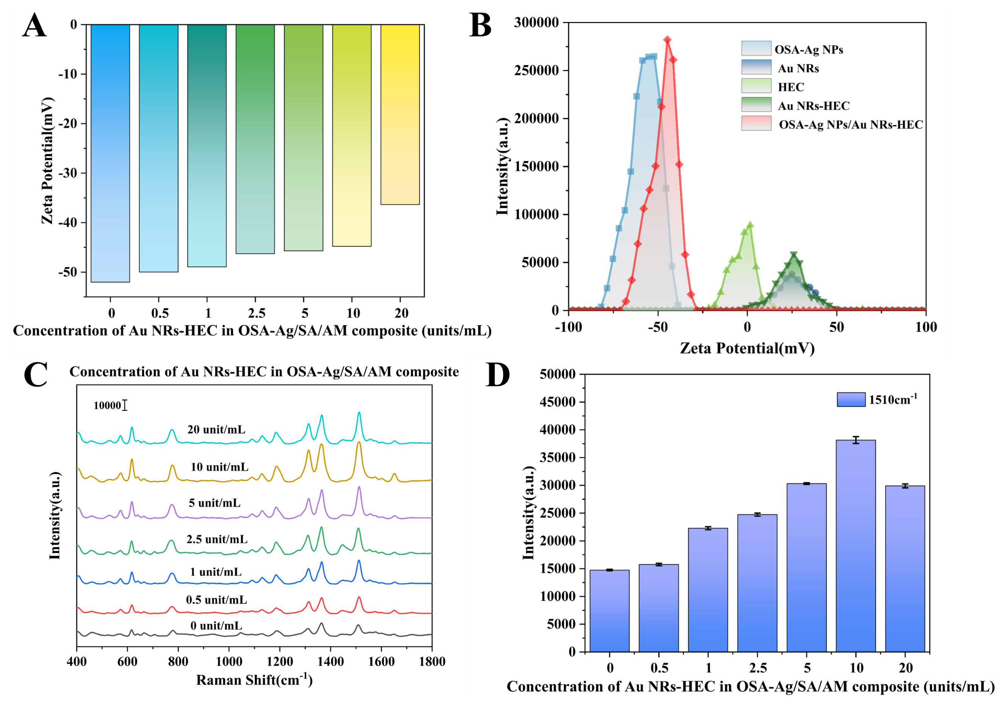 A
0
-10
-20
-30
-40
-50
Zeta Potential(mV)
0 0.5 1 2.5 5 10 20
Concentration of Au NRs-HEC in OSA-Ag/SA/AM composite (units/mL)
B
300000
250000
200000
150000
100000
50000
0
Intensity(a.u.)
OSA-Ag NPs
Au NRs
HEC
Au NRs-HEC
OSA-Ag NPs/Au NRs-HEC
-100 -50 0 50 100
Zeta Potential(mV)
C
Concentration of Au NRs-HEC in OSA-Ag/SA/AM composite
10000
20 unit/mL
10 unit/mL
5 unit/mL
2.5 unit/mL
1 unit/mL
0.5 unit/mL
0 unit/mL
Intensity(a.u.)
400 600 800 1000 1200 1400 1600 1800
Raman Shift(cm⁻¹)
D
50000
45000
40000
35000
30000
25000
20000
15000
10000
5000
0
Intensity(a.u.)
1510cm⁻¹
0 0.5 1 2.5 5 10 20
Concentration of Au NRs-HEC in OSA-Ag/SA/AM composite (units/mL)